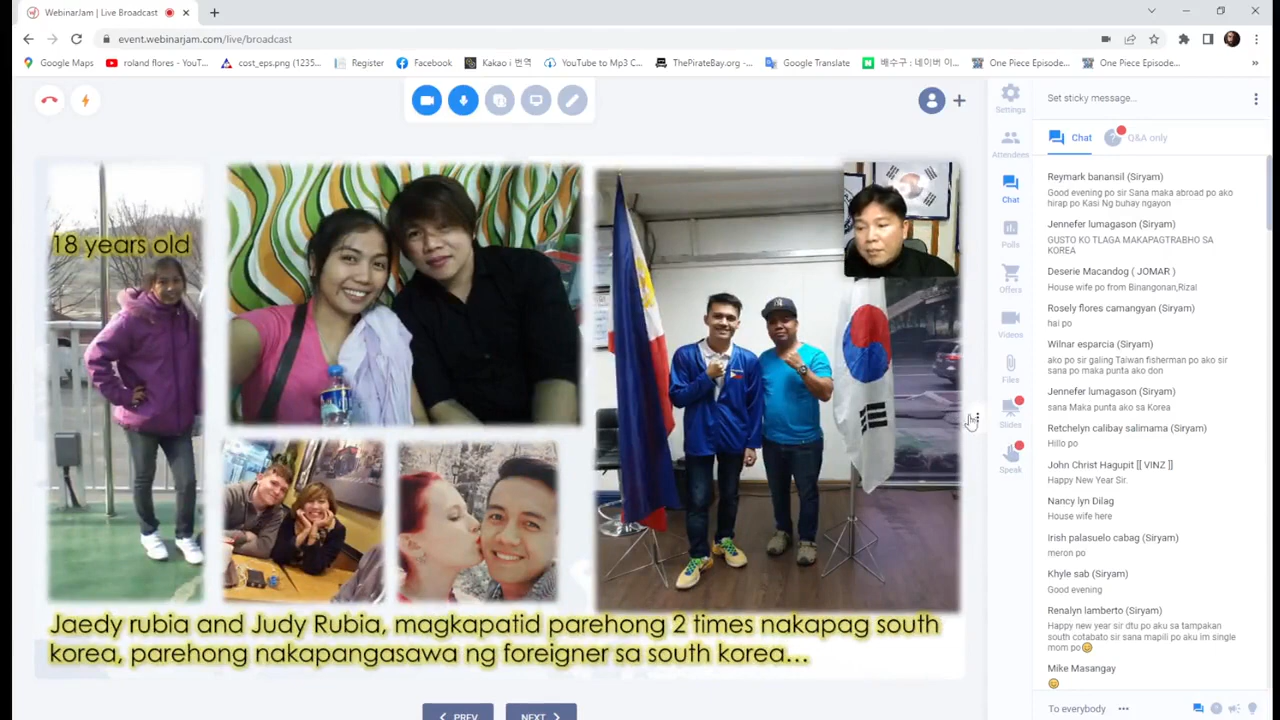 WebinarJam | Live Broadcast
event.webinarjam.com/live/broadcast
Google Maps
roland flores - YouT...
cost_eps.png (1235...
Register
Facebook
Kakao i 번역
YouTube to Mp3 C...
ThePirateBay.org -...
Google Translate
배수구 : 네이버 이...
One Piece Episode...
One Piece Episode...
18 years old
Jaedy rubia and Judy Rubia, magkapatid parehong 2 times nakapag south
korea, parehong nakapangasawa ng foreigner sa south korea...
PREV
NEXT
Settings
Attendees
Chat
Polls
Offers
Videos
Files
Slides
Speak
Set sticky message...
Chat
Q&A only
Reymark banansil (Siryam)
Good evening po sir Sana maka abroad po ako
hirap po Kasi Ng buhay ngayon
Jennefer lumagason (Siryam)
GUSTO KO TLAGA MAKAPAGTRABHO SA
KOREA
Deserie Macandog ( JOMAR )
House wife po from Binangonan,Rizal
Rosely flores camangyan (Siryam)
hai po
Wilnar esparcia (Siryam)
ako po sir galing Taiwan fisherman po ako sir
sana po maka punta ako don
Jennefer lumagason (Siryam)
sana Maka punta ako sa Korea
Retchelyn calibay salimama (Siryam)
Hillo po
John Christ Hagupit [[ VINZ ]]
Happy New Year Sir.
Nancy lyn Dilag
House wife here
Irish palasuelo cabag (Siryam)
meron po
Khyle sab (Siryam)
Good evening
Renalyn lamberto (Siryam)
Happy new year sir dtu po aku sa tampakan
south cotabato sir sana mapili po aku im single
mom po😊
Mike Masangay
😊
To everybody